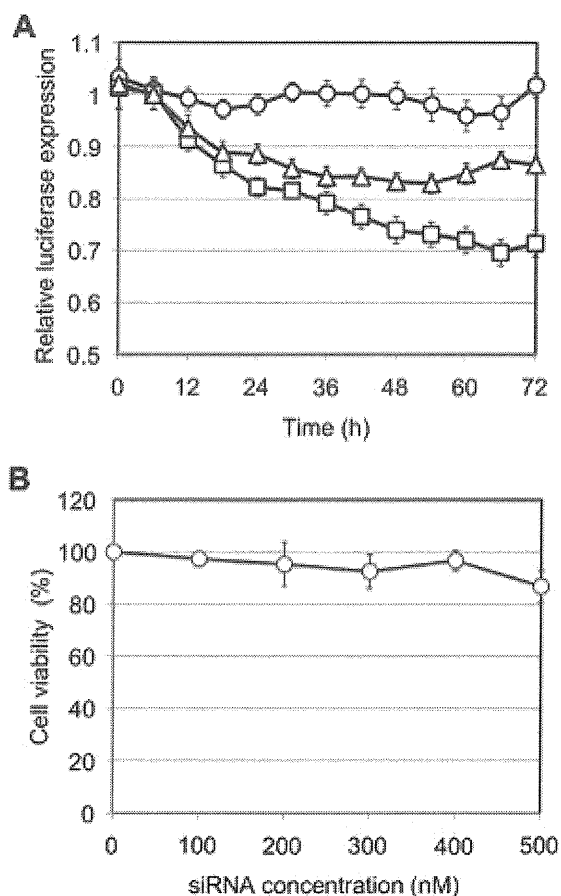 A
Relative luciferase expression
1.1
1
0.9
0.8
0.7
0.6
0.5
0 12 24 36 48 60 72
Time (h)
B
Cell viability (%)
120
100
80
60
40
20
0
0 100 200 300 400 500
siRNA concentration (nM)